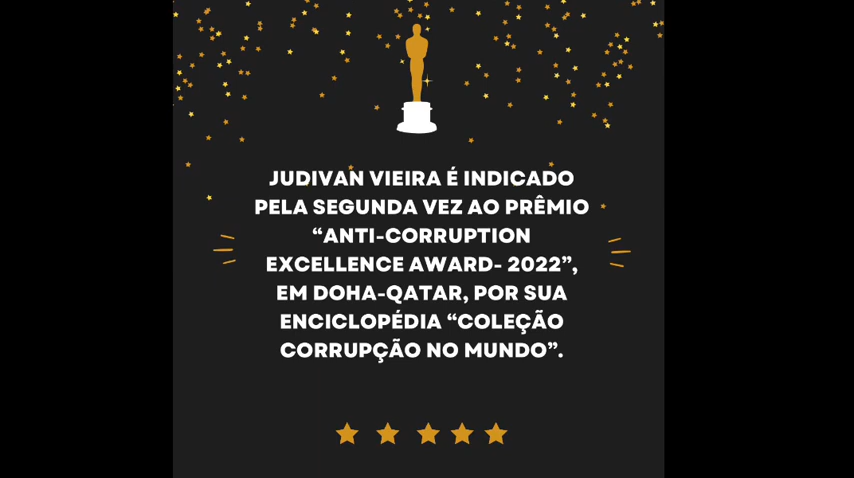 JUDIVAN VIEIRA É INDICADO
PELA SEGUNDA VEZ AO PRÊMIO
“ANTI-CORRUPTION
EXCELLENCE AWARD- 2022”,
EM DOHA-QATAR, POR SUA
ENCICLOPÉDIA “COLEÇÃO
CORRUPÇÃO NO MUNDO”.